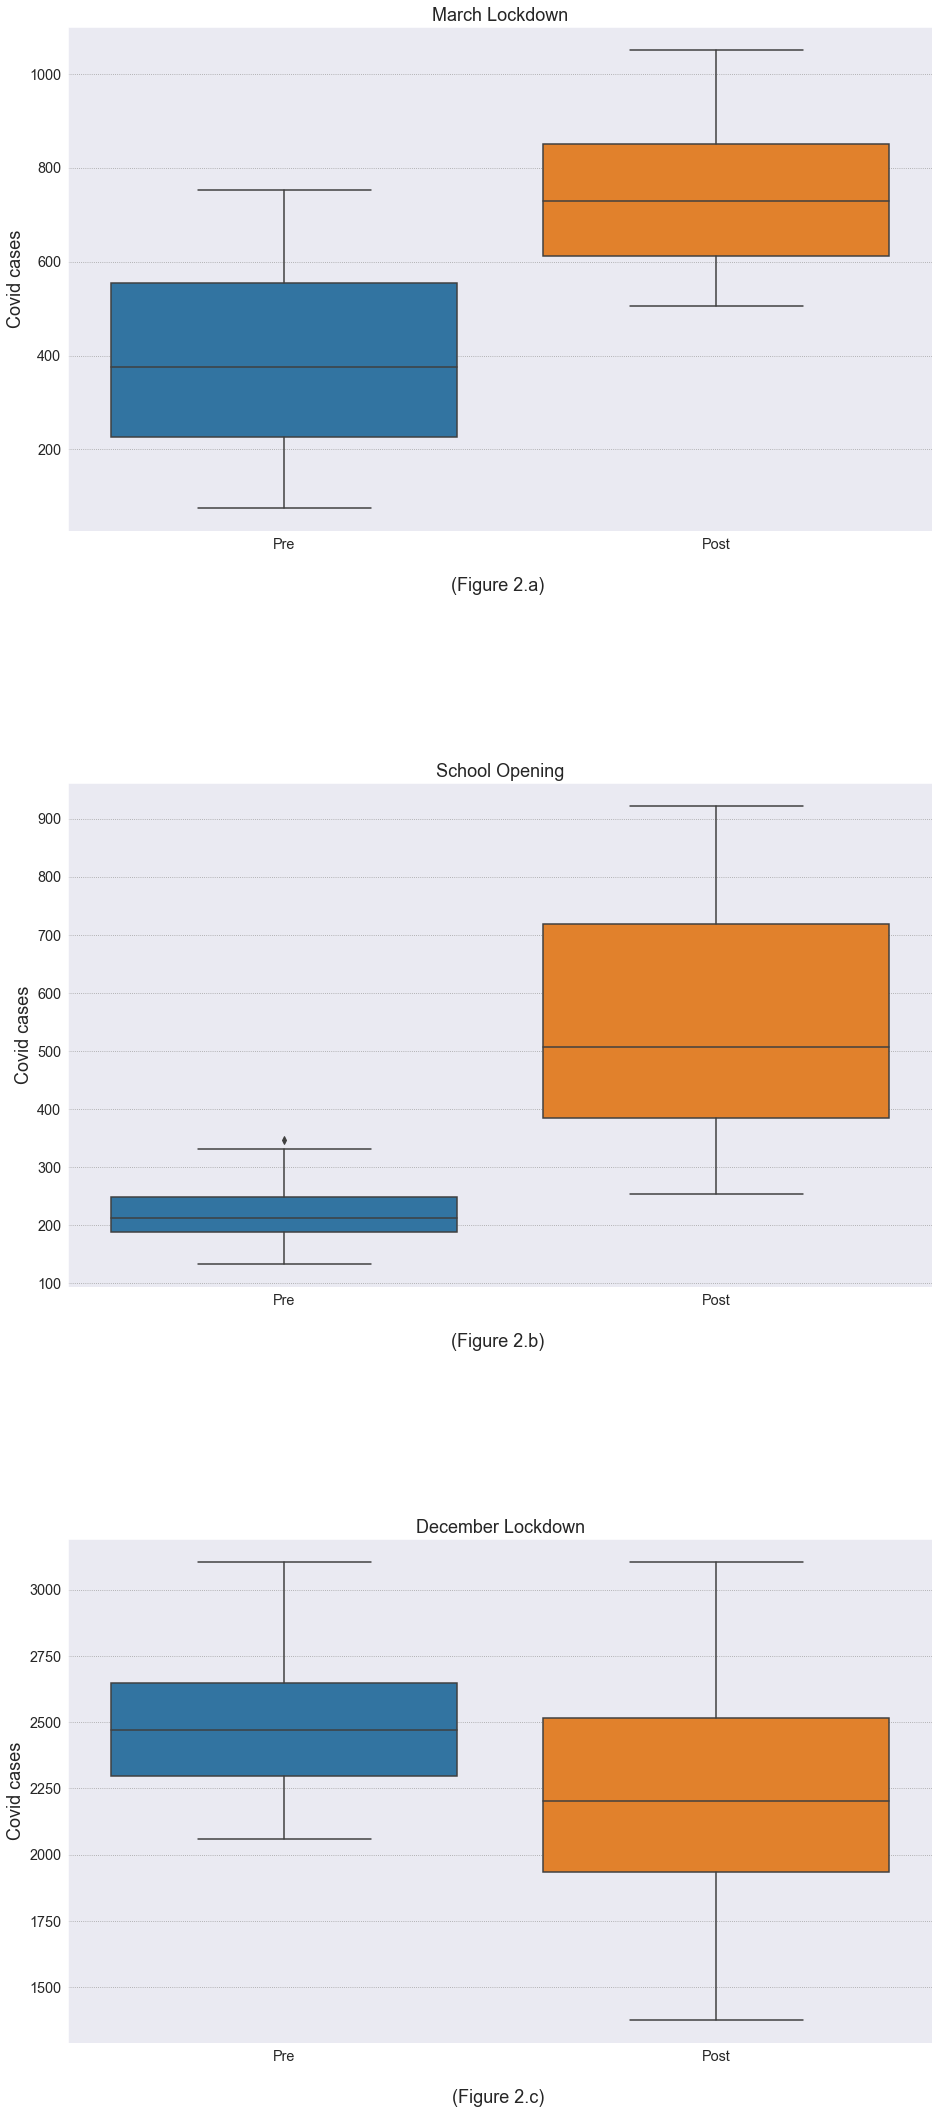 March Lockdown
1000
800
600
400
200
Covid cases
Pre Post
(Figure 2.a)
School Opening
900
800
700
600
500
400
300
200
100
Covid cases
Pre Post
(Figure 2.b)
December Lockdown
3000
2750
2500
2250
2000
1750
1500
Covid cases
Pre Post
(Figure 2.c)